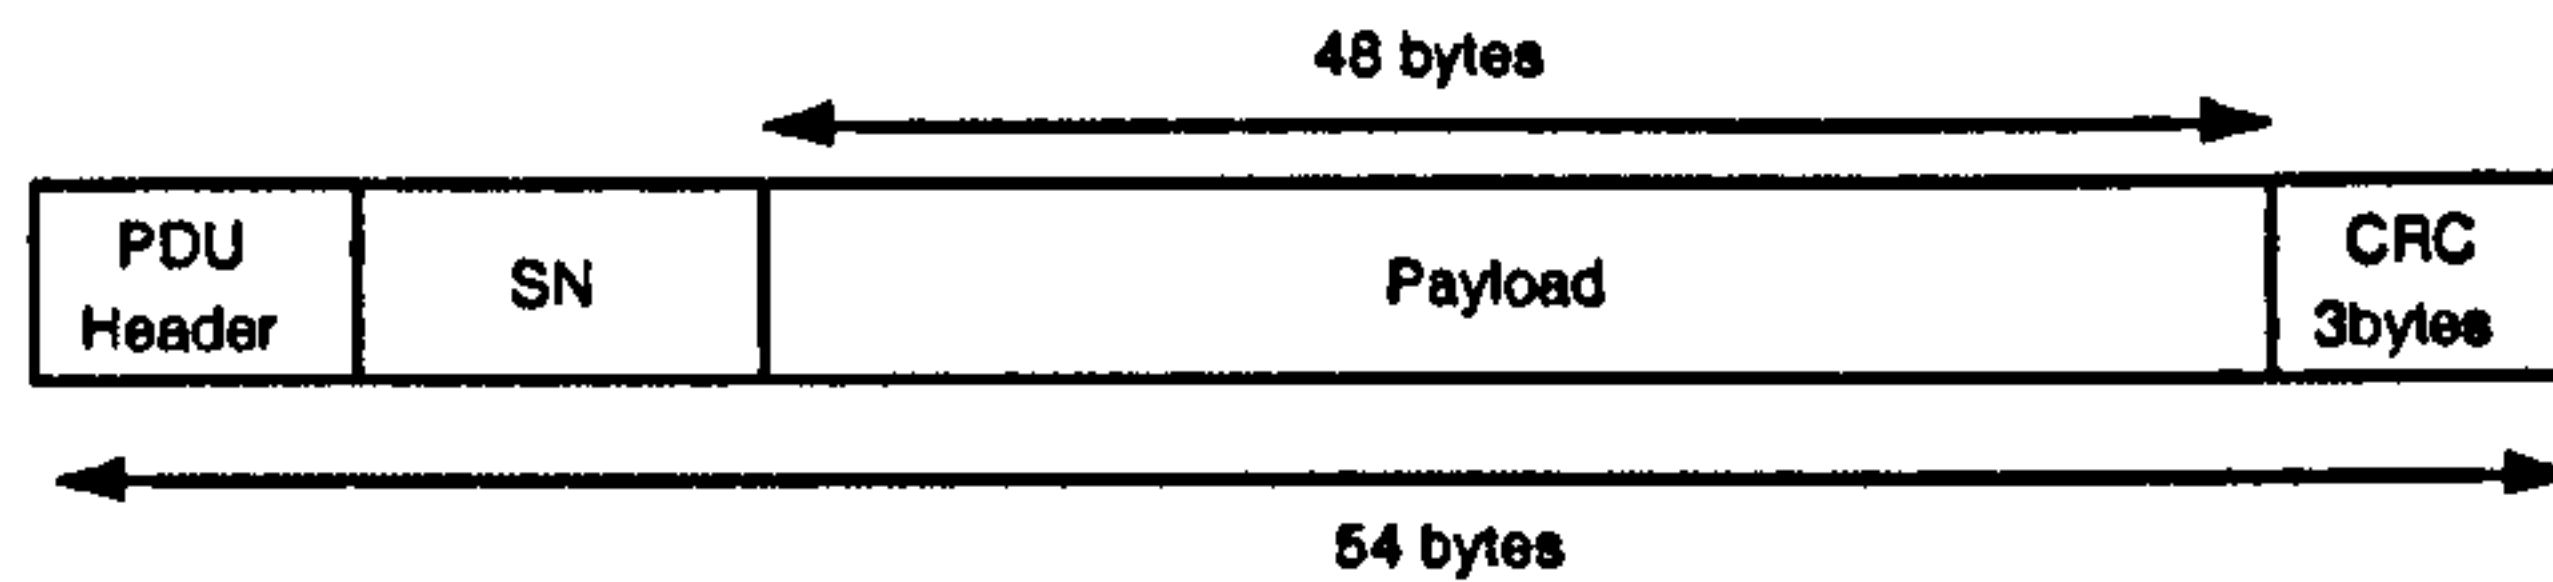 48 bytes
PDU
Header
SN
Payload
CRC
3bytes
54 bytes